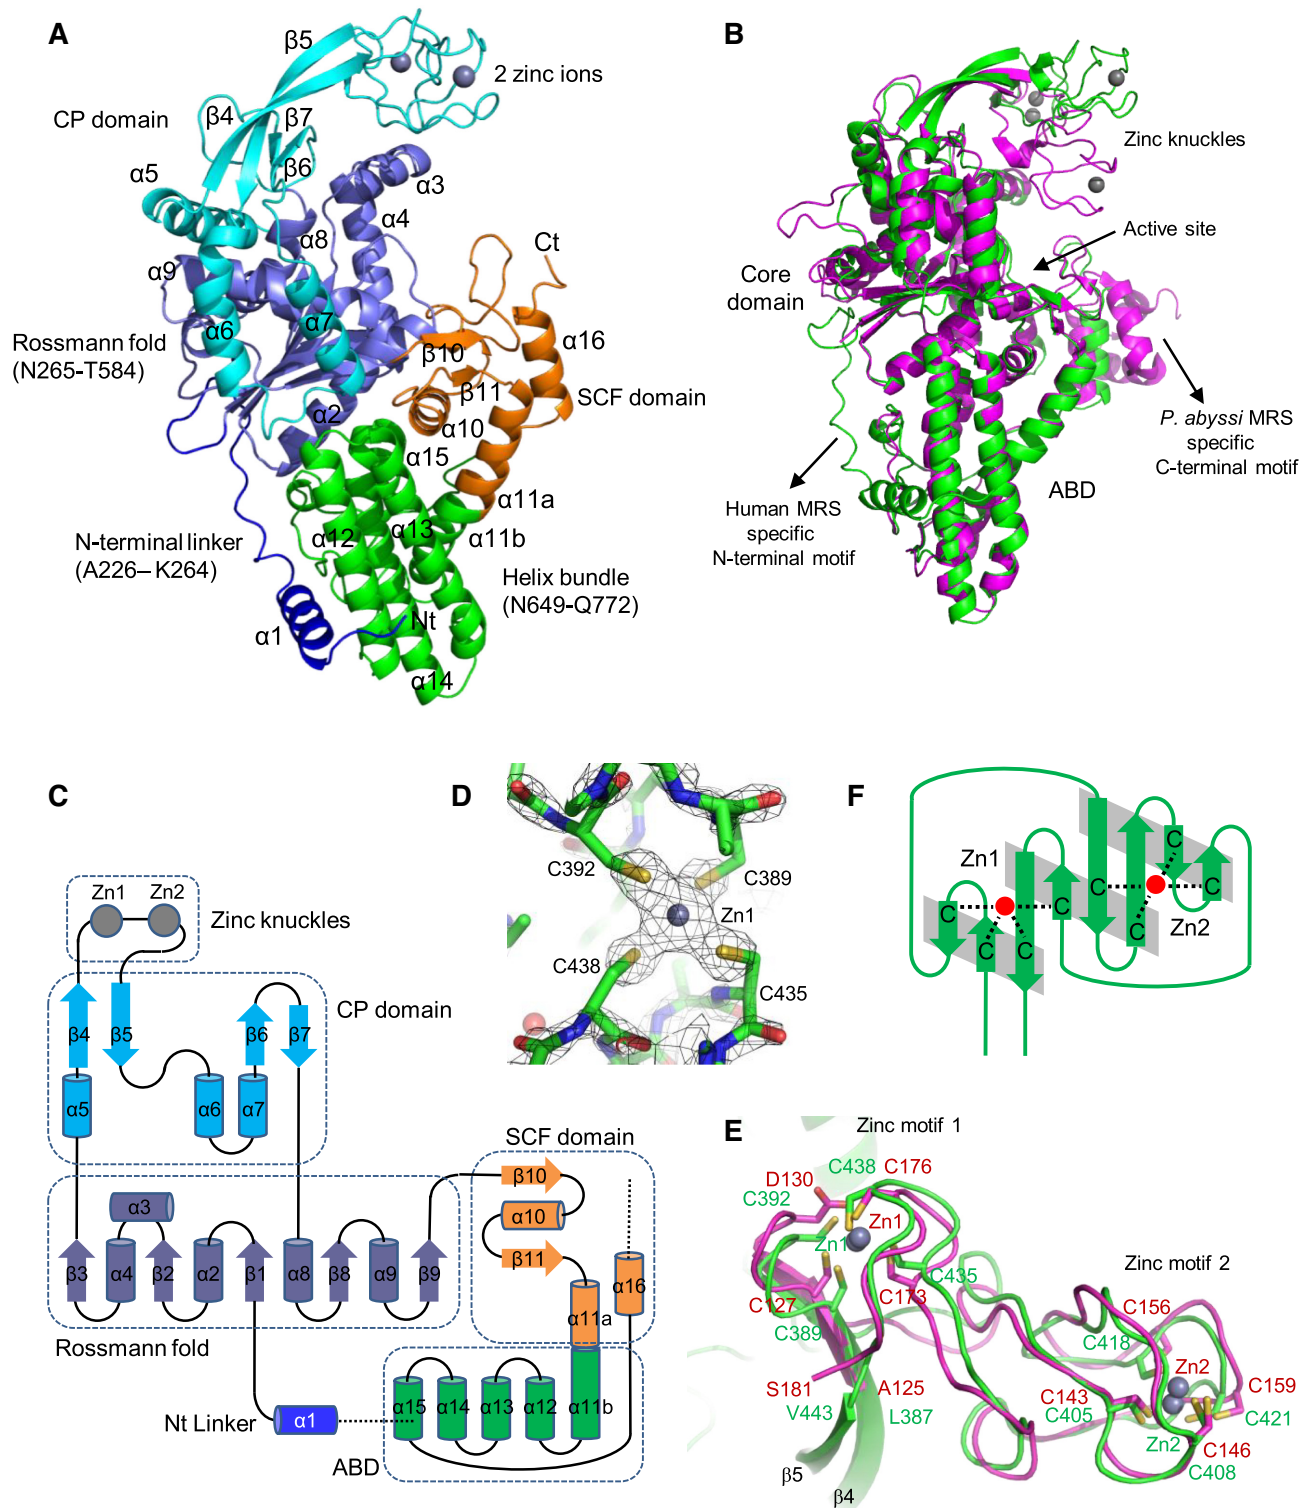 A
β5
2 zinc ions
CP domain
β4
β7
β6
α5
α3
α4
α8
α9
Ct
Rossmann fold
(N265-T584)
α6
α7
β10
α16
β11
SCF domain
α2
α10
α15
α11a
α12
α13
α11b
N-terminal linker
(A226–K264)
Helix bundle
(N649-Q772)
α1
Nt
α14
B
Zinc knuckles
Active site
Core
domain
P. abyssi MRS
specific
C-terminal motif
ABD
Human MRS
specific
N-terminal motif
C
Zn1
Zn2
Zinc knuckles
CP domain
β4
β5
β6
β7
α5
α6
α7
SCF domain
β10
α10
β11
α11a
α16
α3
β3
α4
β2
α2
β1
α8
β8
α9
β9
Rossmann fold
Nt Linker
α1
α15
α14
α13
α12
α11b
ABD
D
C392
C389
Zn1
C438
C435
F
Zn1
C
C
C
C
C
C
C
C
Zn2
E
Zinc motif 1
C438
C176
D130
C392
Zn1
Zn1
C435
C127
C173
C389
S181
A125
V443
L387
β5
β4
Zinc motif 2
C156
C418
Zn2
C143
C159
C405
C421
Zn2
C146
C408